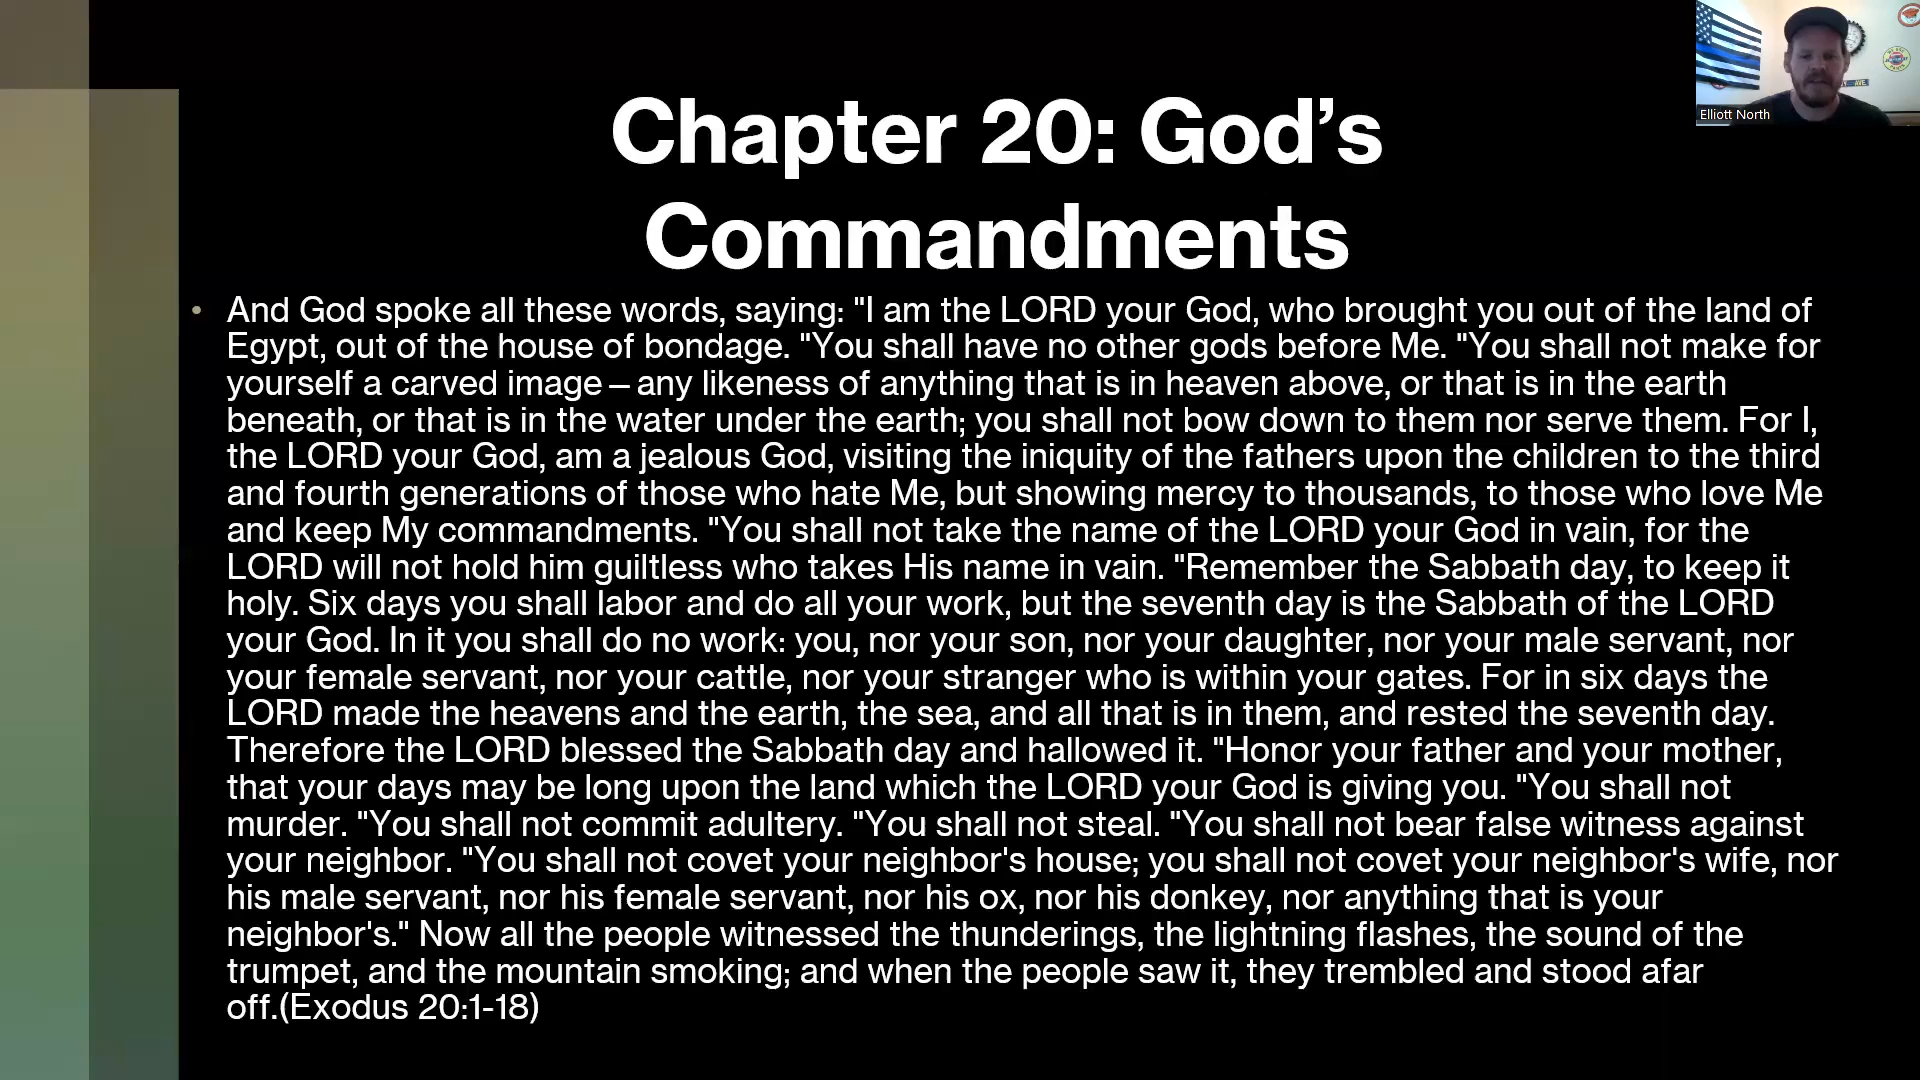 Chapter 20: God’s
Commandments
Elliott North
• And God spoke all these words, saying: "I am the LORD your God, who brought you out of the land of
Egypt, out of the house of bondage. "You shall have no other gods before Me. "You shall not make for
yourself a carved image—any likeness of anything that is in heaven above, or that is in the earth
beneath, or that is in the water under the earth; you shall not bow down to them nor serve them. For I,
the LORD your God, am a jealous God, visiting the iniquity of the fathers upon the children to the third
and fourth generations of those who hate Me, but showing mercy to thousands, to those who love Me
and keep My commandments. "You shall not take the name of the LORD your God in vain, for the
LORD will not hold him guiltless who takes His name in vain. "Remember the Sabbath day, to keep it
holy. Six days you shall labor and do all your work, but the seventh day is the Sabbath of the LORD
your God. In it you shall do no work: you, nor your son, nor your daughter, nor your male servant, nor
your female servant, nor your cattle, nor your stranger who is within your gates. For in six days the
LORD made the heavens and the earth, the sea, and all that is in them, and rested the seventh day.
Therefore the LORD blessed the Sabbath day and hallowed it. "Honor your father and your mother,
that your days may be long upon the land which the LORD your God is giving you. "You shall not
murder. "You shall not commit adultery. "You shall not steal. "You shall not bear false witness against
your neighbor. "You shall not covet your neighbor's house; you shall not covet your neighbor's wife, nor
his male servant, nor his female servant, nor his ox, nor his donkey, nor anything that is your
neighbor's." Now all the people witnessed the thunderings, the lightning flashes, the sound of the
trumpet, and the mountain smoking; and when the people saw it, they trembled and stood afar
off.(Exodus 20:1-18)